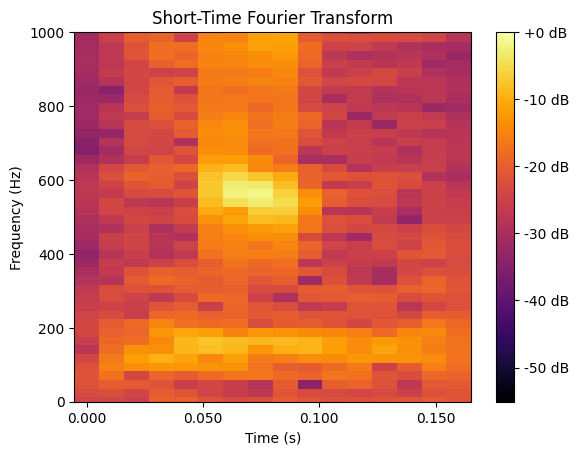 Short-Time Fourier Transform
1000
800
600
400
200
0
Frequency (Hz)
0.000
0.050
0.100
0.150
Time (s)
+0 dB
-10 dB
-20 dB
-30 dB
-40 dB
-50 dB